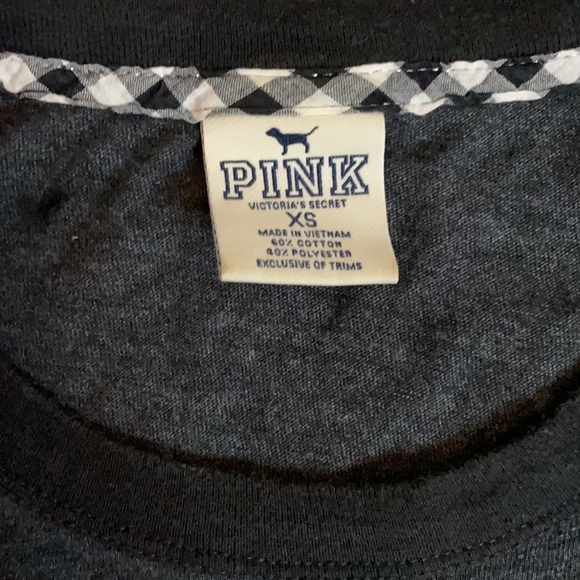 PINK
VICTORIA'S SECRET
XS
MADE IN VIETNAM
60% COTTON
40% POLYESTER
EXCLUSIVE OF TRIMS